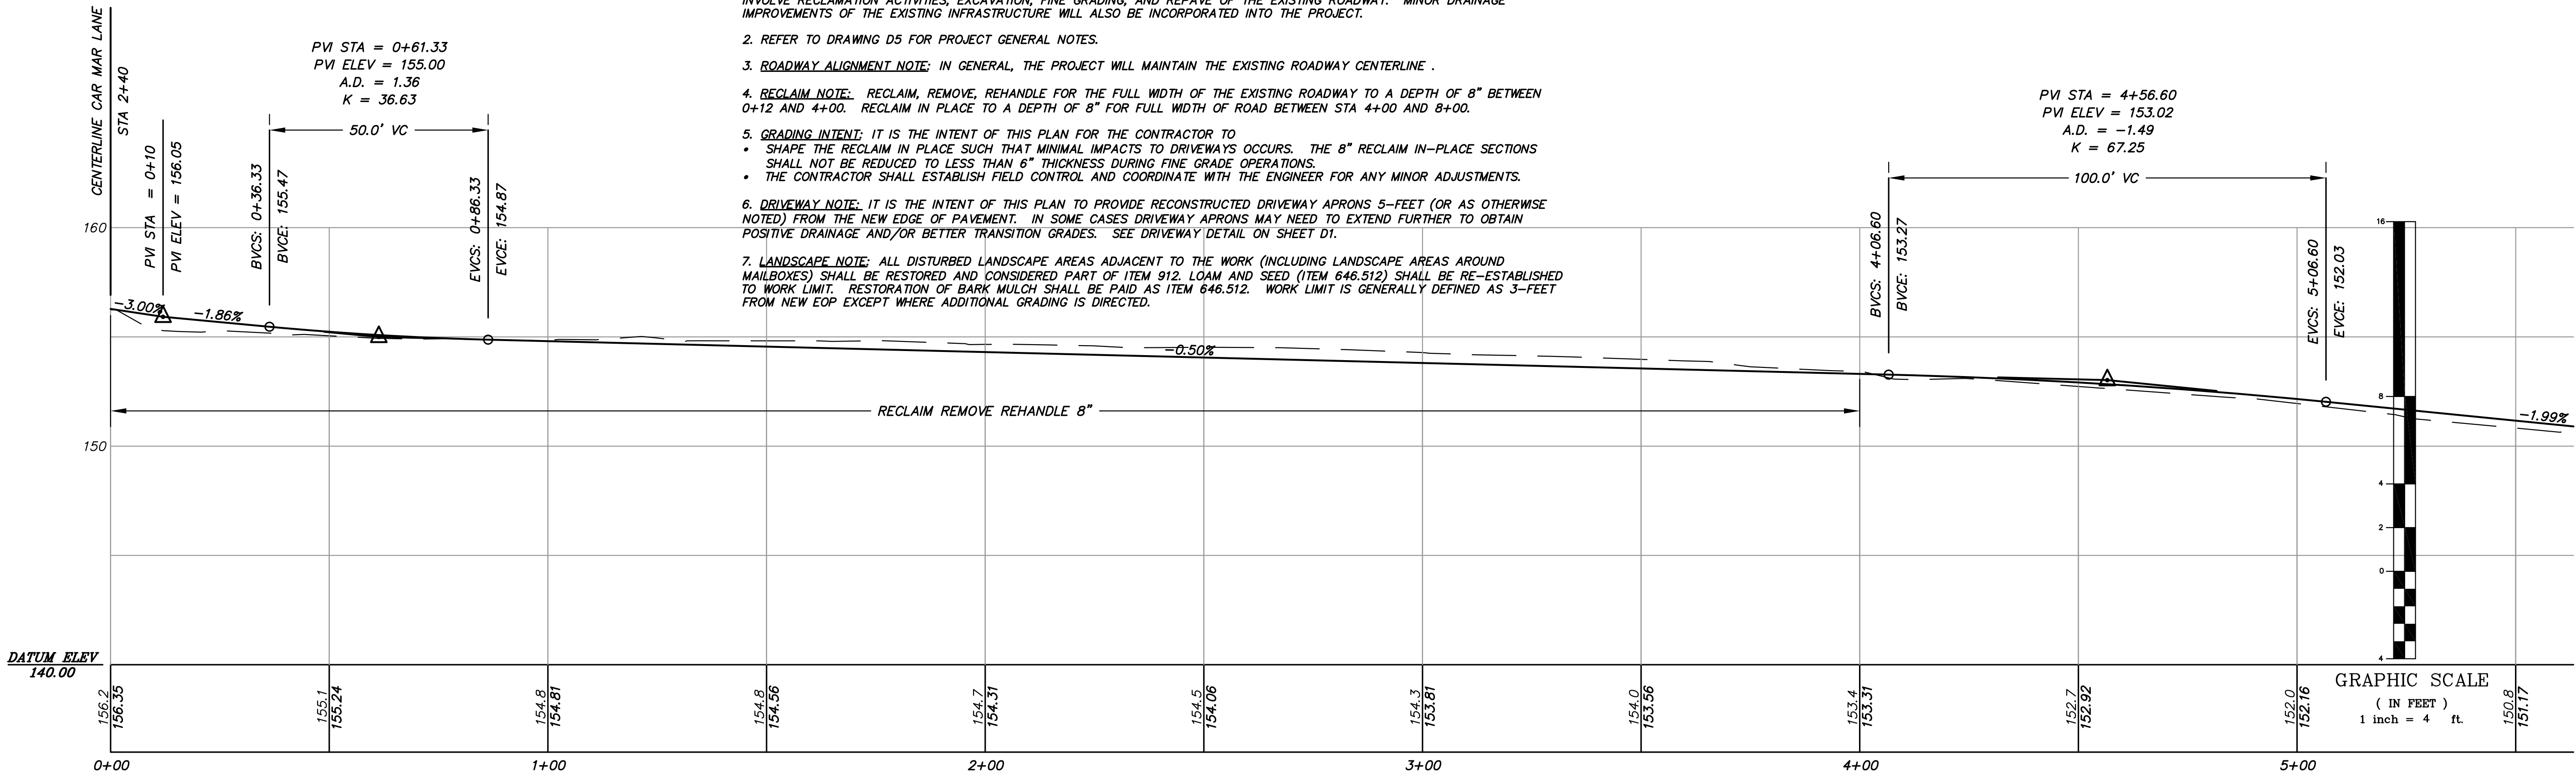 INVOLVE RECLAMATION ACTIVITIES, EXCAVATION, FINE GRADING, AND REPAVE OF THE EXISTING ROADWAY. MINOR DRAINAGE
IMPROVEMENTS OF THE EXISTING INFRASTRUCTURE WILL ALSO BE INCORPORATED INTO THE PROJECT.
2. REFER TO DRAWING D5 FOR PROJECT GENERAL NOTES.
3. ROADWAY ALIGNMENT NOTE: IN GENERAL, THE PROJECT WILL MAINTAIN THE EXISTING ROADWAY CENTERLINE .
4. RECLAIM NOTE: RECLAIM, REMOVE, REHANDLE FOR THE FULL WIDTH OF THE EXISTING ROADWAY TO A DEPTH OF 8" BETWEEN
0+12 AND 4+00. RECLAIM IN PLACE TO A DEPTH OF 8" FOR FULL WIDTH OF ROAD BETWEEN STA 4+00 AND 8+00.
5. GRADING INTENT: IT IS THE INTENT OF THIS PLAN FOR THE CONTRACTOR TO
• SHAPE THE RECLAIM IN PLACE SUCH THAT MINIMAL IMPACTS TO DRIVEWAYS OCCURS. THE 8" RECLAIM IN-PLACE SECTIONS
SHALL NOT BE REDUCED TO LESS THAN 6" THICKNESS DURING FINE GRADE OPERATIONS.
• THE CONTRACTOR SHALL ESTABLISH FIELD CONTROL AND COORDINATE WITH THE ENGINEER FOR ANY MINOR ADJUSTMENTS.
6. DRIVEWAY NOTE: IT IS THE INTENT OF THIS PLAN TO PROVIDE RECONSTRUCTED DRIVEWAY APRONS 5-FEET (OR AS OTHERWISE
NOTED) FROM THE NEW EDGE OF PAVEMENT. IN SOME CASES DRIVEWAY APRONS MAY NEED TO EXTEND FURTHER TO OBTAIN
POSITIVE DRAINAGE AND/OR BETTER TRANSITION GRADES. SEE DRIVEWAY DETAIL ON SHEET D1.
7. LANDSCAPE NOTE: ALL DISTURBED LANDSCAPE AREAS ADJACENT TO THE WORK (INCLUDING LANDSCAPE AREAS AROUND
MAILBOXES) SHALL BE RESTORED AND CONSIDERED PART OF ITEM 912. LOAM AND SEED (ITEM 646.512) SHALL BE RE-ESTABLISHED
TO WORK LIMIT. RESTORATION OF BARK MULCH SHALL BE PAID AS ITEM 646.512. WORK LIMIT IS GENERALLY DEFINED AS 3-FEET
FROM NEW EOP EXCEPT WHERE ADDITIONAL GRADING IS DIRECTED.
CENTERLINE CAR MAR LANE
STA 2+40
PVI STA = 0+10
PVI ELEV = 156.05
PVI STA = 0+61.33
PVI ELEV = 155.00
A.D. = 1.36
K = 36.63
50.0' VC
BVCS: 0+36.33
BVCE: 155.47
EVCS: 0+86.33
EVCE: 154.87
PVI STA = 4+56.60
PVI ELEV = 153.02
A.D. = -1.49
K = 67.25
100.0' VC
BVCS: 4+06.60
BVCE: 153.27
EVCS: 5+06.60
EVCE: 152.03
160
-3.00%
-1.86%
-0.50%
-1.99%
RECLAIM REMOVE REHANDLE 8"
150
DATUM ELEV
140.00
16
8
4
2
0
4
GRAPHIC SCALE
( IN FEET )
1 inch = 4 ft.
156.2
156.35
155.1
155.24
154.8
154.81
154.8
154.56
154.7
154.31
154.5
154.06
154.3
153.81
154.0
153.56
153.4
153.31
152.7
152.92
152.0
152.16
150.8
151.17
0+00
1+00
2+00
3+00
4+00
5+00